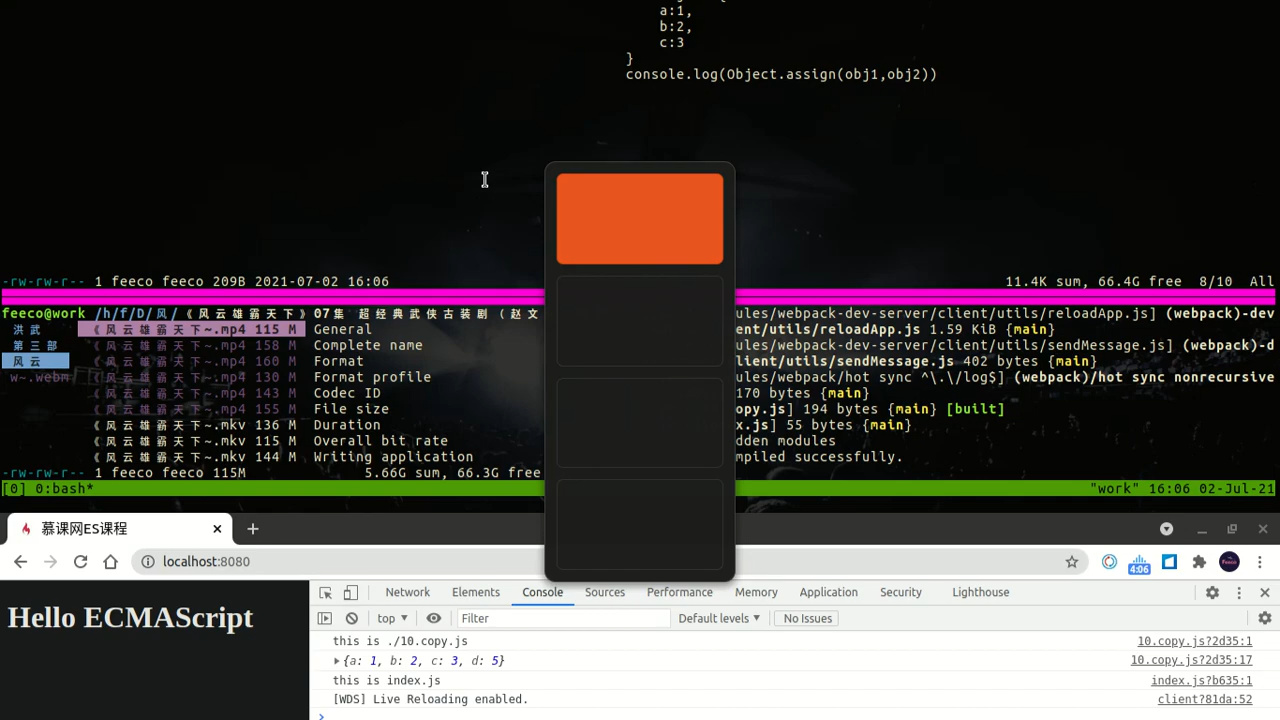 a:1,
b:2,
c:3
}
console.log(Object.assign(obj1,obj2))
-rw-rw-r-- 1 feeco feeco 209B 2021-07-02 16:06
11.4K sum, 66.4G free 8/10 All
feeco@work /h/f/D/风/《风云雄霸天下》07集 超经典武侠古装剧（赵文
洪武 《风云雄霸天下~.mp4 115 M General
第三部 《风云雄霸天下~.mp4 158 M Complete name
风云 《风云雄霸天下~.mp4 160 M Format
w~.webm 《风云雄霸天下~.mp4 130 M Format profile
《风云雄霸天下~.mp4 143 M Codec ID
《风云雄霸天下~.mp4 155 M File size
《风云雄霸天下~.mkv 136 M Duration
《风云雄霸天下~.mkv 115 M Overall bit rate
《风云雄霸天下~.mkv 144 M Writing application
-rw-rw-r-- 1 feeco feeco 115M 5.66G sum, 66.3G free
ules/webpack-dev-server/client/utils/reloadApp.js] (webpack)-dev
ent/utils/reloadApp.js 1.59 KiB {main}
ules/webpack-dev-server/client/utils/sendMessage.js] (webpack)-d
lient/utils/sendMessage.js 402 bytes {main}
ules/webpack/hot sync ^\.\/log$] (webpack)/hot sync nonrecursive
170 bytes {main}
opy.js] 194 bytes {main} [built]
x.js] 55 bytes {main}
dden modules
mpiled successfully.
[0] 0:bash* "work" 16:06 02-Jul-21
慕课网ES课程
localhost:8080
4:06
Hello ECMAScript
Network Elements Console Sources Performance Memory Application Security Lighthouse
top Filter Default levels No Issues
this is ./10.copy.js 10.copy.js?2d35:1
{a: 1, b: 2, c: 3, d: 5} 10.copy.js?2d35:17
this is index.js index.js?b635:1
[WDS] Live Reloading enabled. client?81da:52